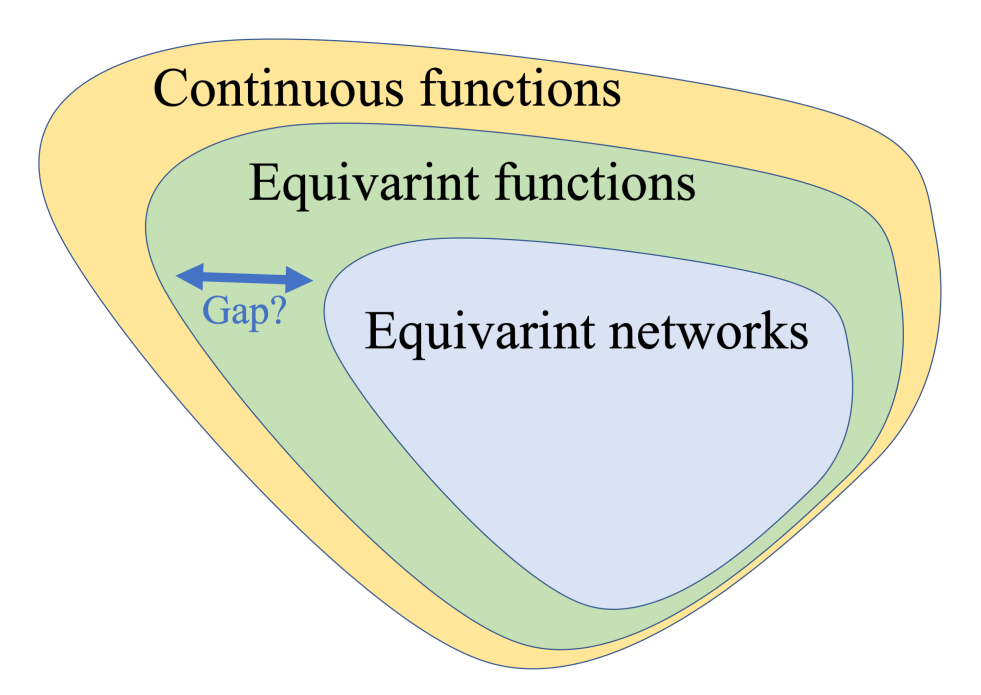 Continuous functions
Equivarint functions
Gap?
Equivarint networks